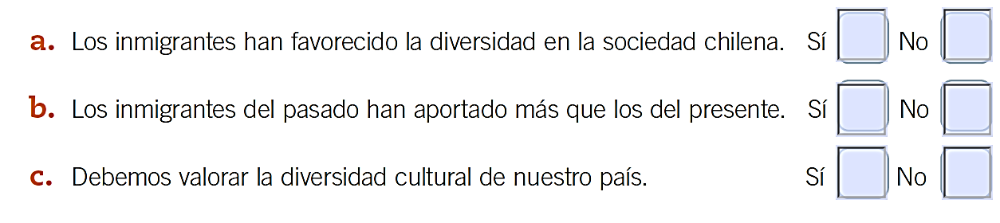 a. Los inmigrantes han favorecido la diversidad en la sociedad chilena. Sí No
b. Los inmigrantes del pasado han aportado más que los del presente. Sí No
c. Debemos valorar la diversidad cultural de nuestro país. Sí No